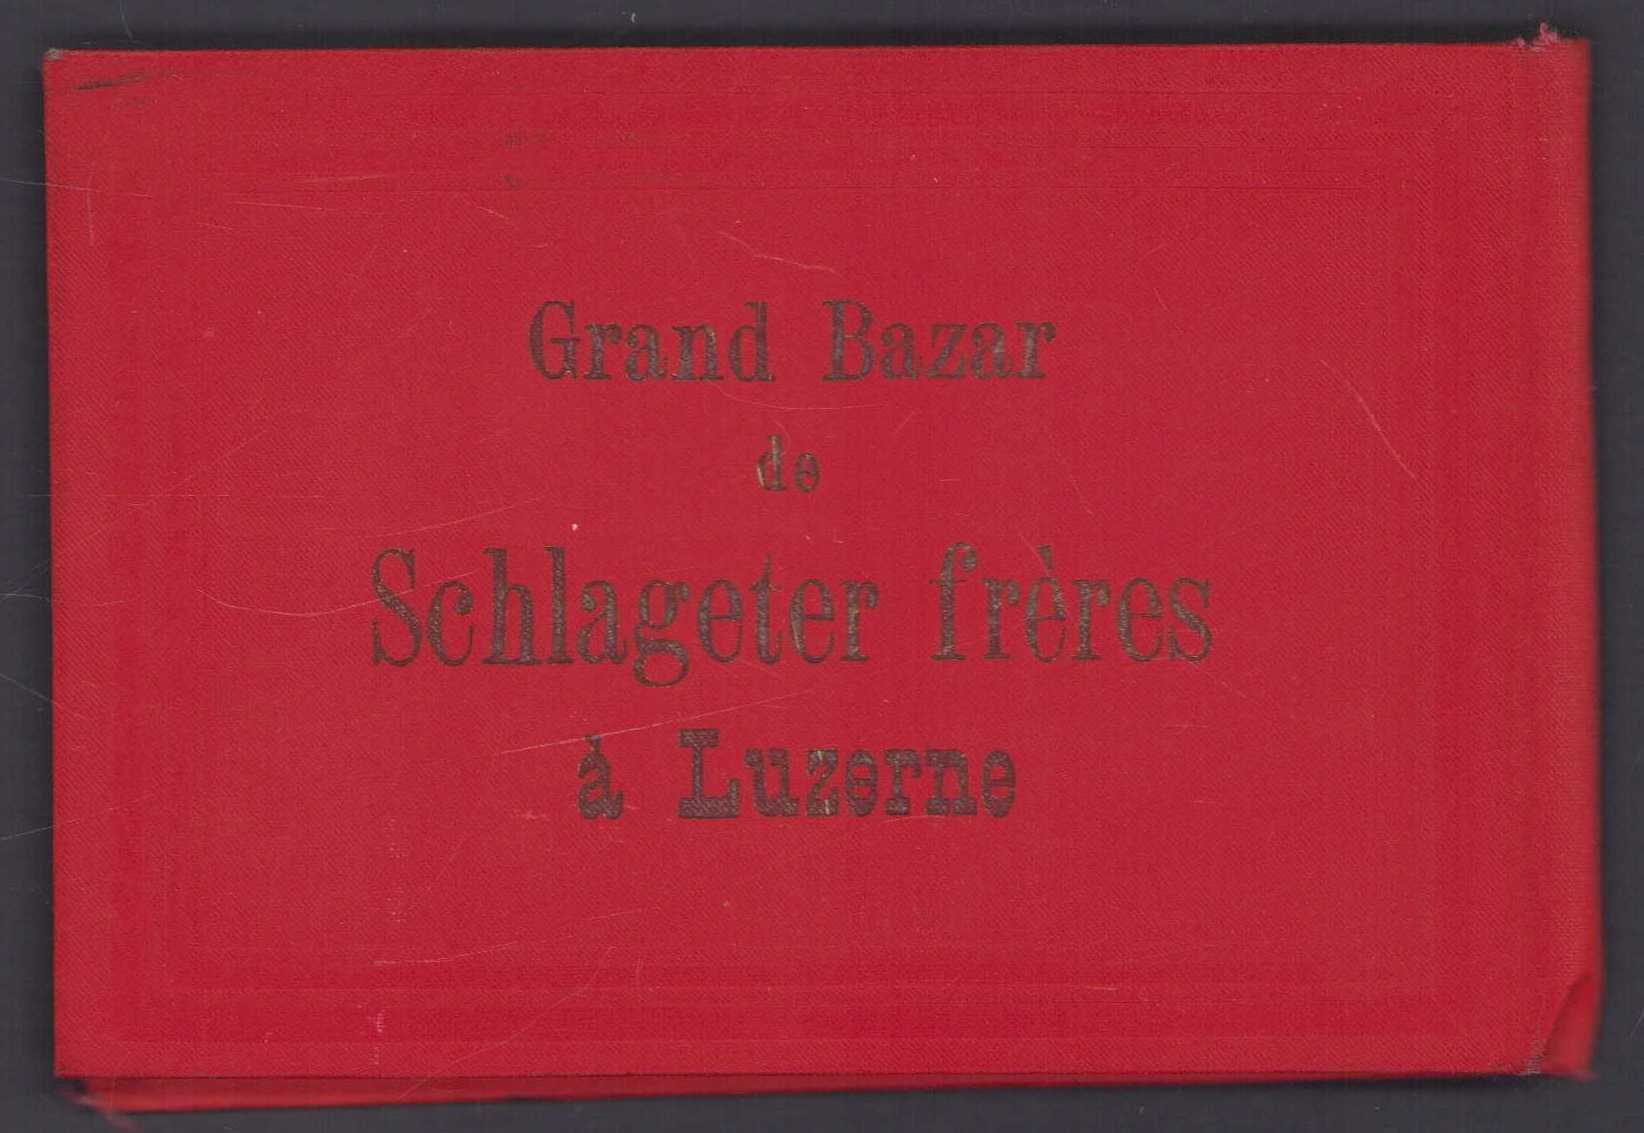 Grand Bazar
de
Schlageter frères
à Luzerne